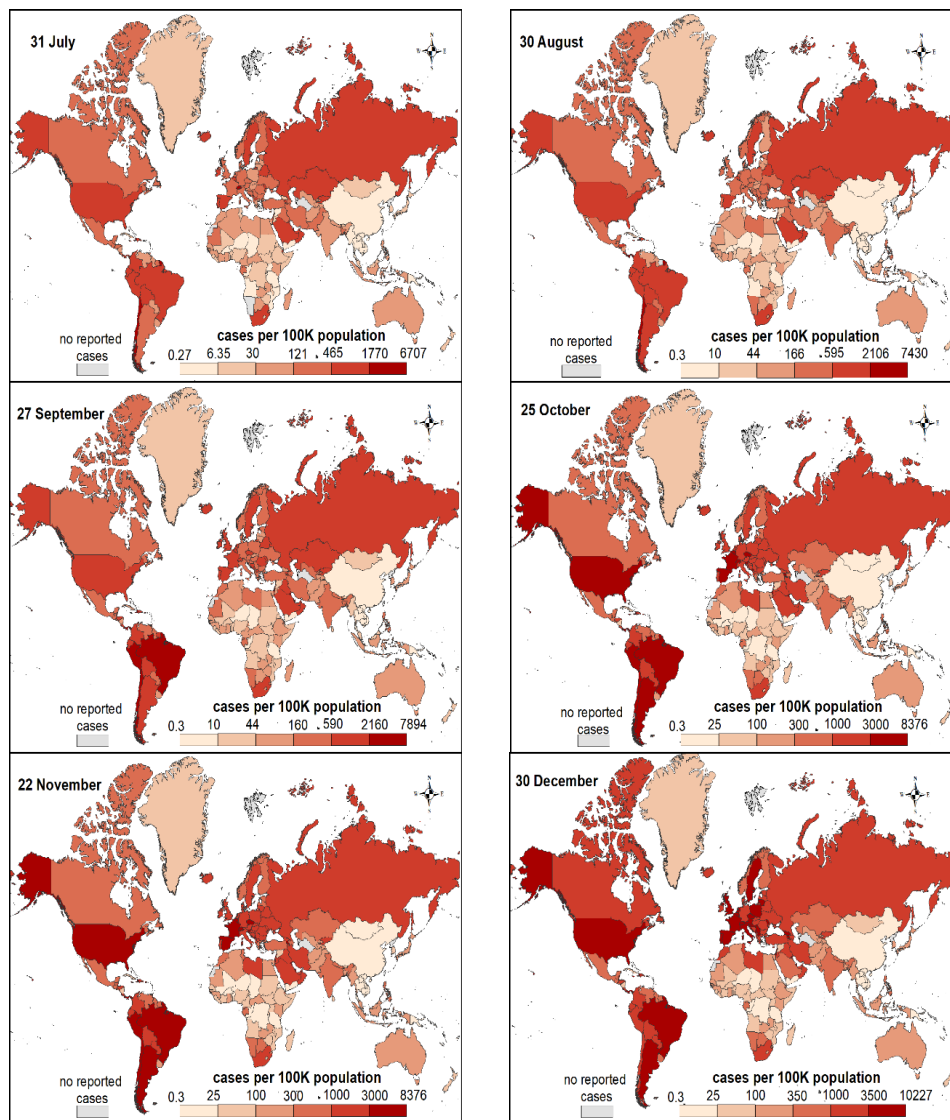 31 July
N
W E
S
no reported
cases
cases per 100K population
0.27 6.35 30 121 465 1770 6707
30 August
N
W E
S
no reported
cases
cases per 100K population
0.3 10 44 166 595 2106 7430
27 September
N
W E
S
no reported
cases
cases per 100K population
0.3 10 44 160 590 2160 7894
25 October
N
W E
S
no reported
cases
cases per 100K population
0.3 25 100 300 1000 3000 8376
22 November
N
W E
S
no reported
cases
cases per 100K population
0.3 25 100 300 1000 3000 8376
30 December
N
W E
S
no reported
cases
cases per 100K population
0.3 25 100 350 1000 3500 10227